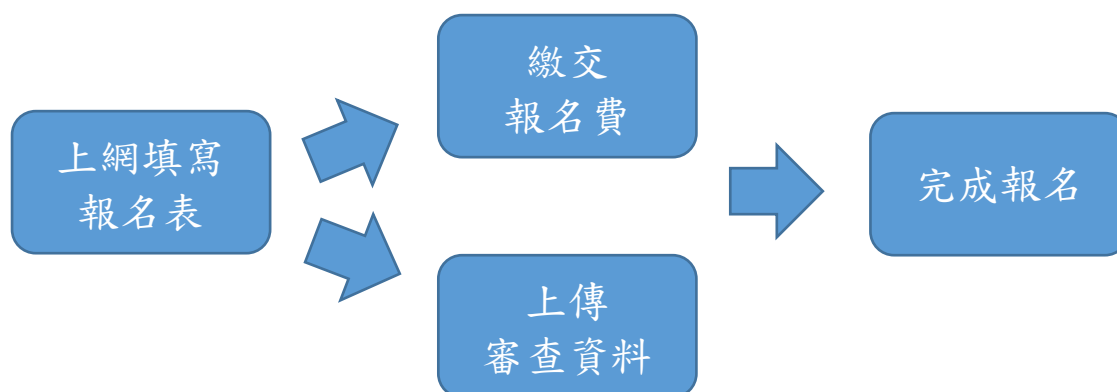 上網填寫
報名表
繳交
報名費
上傳
審查資料
完成報名